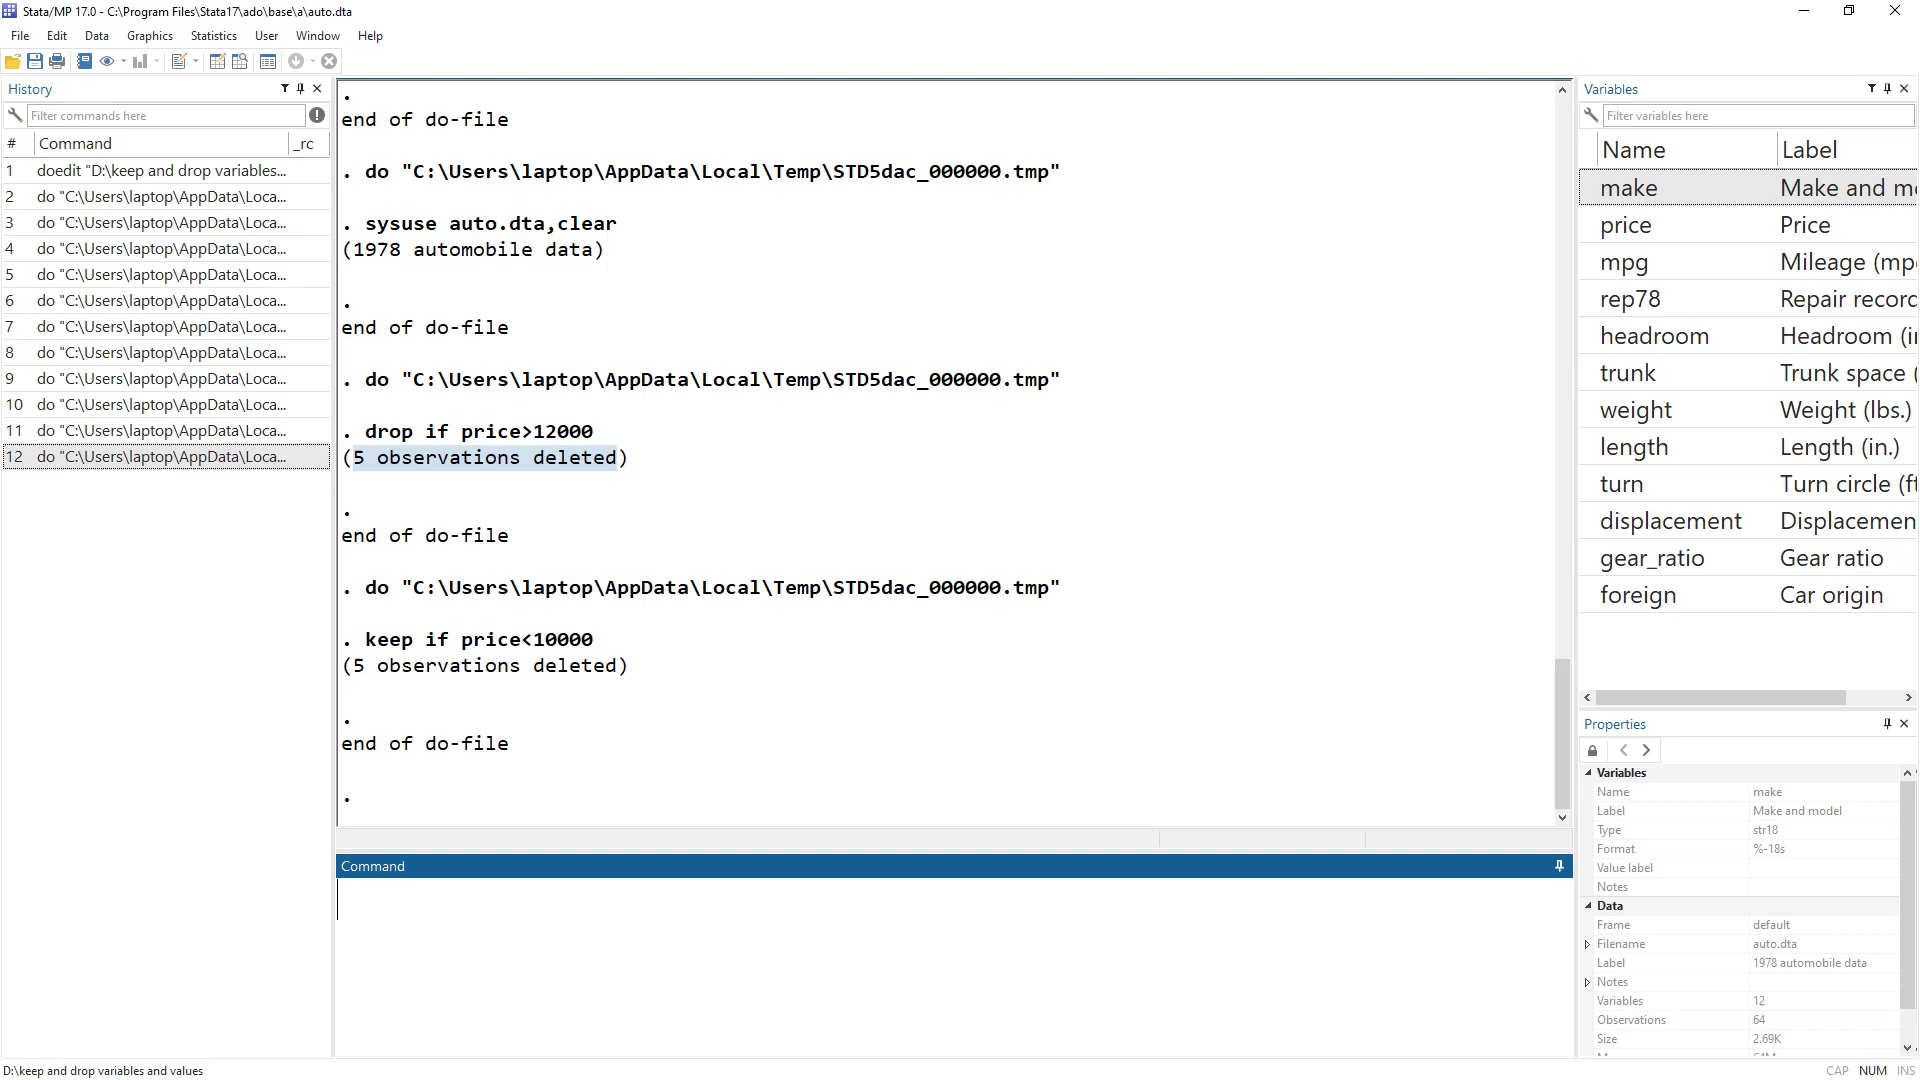 Stata/MP 17.0 - C:\Program Files\Stata17\ado\base\a\auto.dta
File Edit Data Graphics Statistics User Window Help
History
Filter commands here
# Command _rc
1 doedit "D:\keep and drop variables...
2 do "C:\Users\laptop\AppData\Loca...
3 do "C:\Users\laptop\AppData\Loca...
4 do "C:\Users\laptop\AppData\Loca...
5 do "C:\Users\laptop\AppData\Loca...
6 do "C:\Users\laptop\AppData\Loca...
7 do "C:\Users\laptop\AppData\Loca...
8 do "C:\Users\laptop\AppData\Loca...
9 do "C:\Users\laptop\AppData\Loca...
10 do "C:\Users\laptop\AppData\Loca...
11 do "C:\Users\laptop\AppData\Loca...
12 do "C:\Users\laptop\AppData\Loca...
.
end of do-file
. do "C:\Users\laptop\AppData\Local\Temp\STD5dac_000000.tmp"
. sysuse auto.dta,clear
(1978 automobile data)
.
end of do-file
. do "C:\Users\laptop\AppData\Local\Temp\STD5dac_000000.tmp"
. drop if price>12000
(5 observations deleted)
.
end of do-file
. do "C:\Users\laptop\AppData\Local\Temp\STD5dac_000000.tmp"
. keep if price<10000
(5 observations deleted)
.
end of do-file
.
Command
Variables
Filter variables here
Name Label
make Make and mo
price Price
mpg Mileage (mpg
rep78 Repair record
headroom Headroom (in
trunk Trunk space (
weight Weight (lbs.)
length Length (in.)
turn Turn circle (ft
displacement Displacemen
gear_ratio Gear ratio
foreign Car origin
Properties
Variables
Name make
Label Make and model
Type str18
Format %-18s
Value label
Notes
Data
Frame default
Filename auto.dta
Label 1978 automobile data
Notes
Variables 12
Observations 64
Size 2.69K
D:\keep and drop variables and values
CAP NUM INS